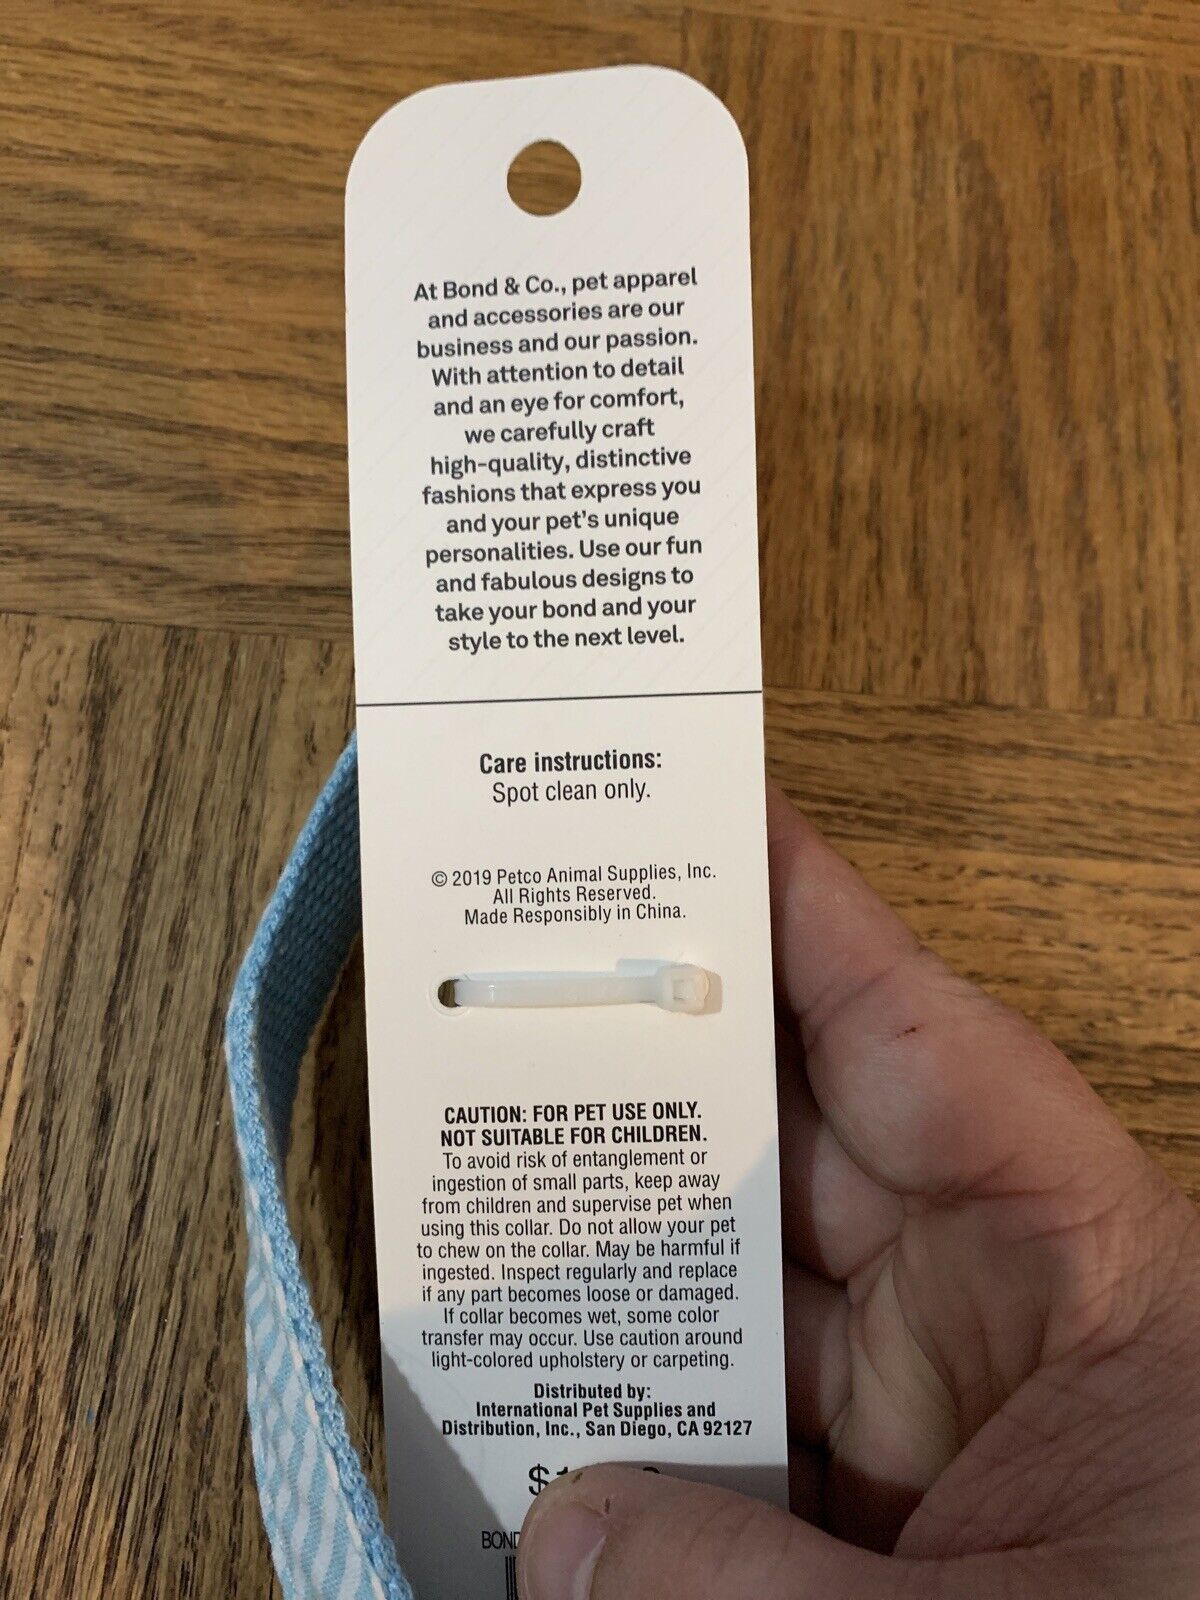 At Bond & Co., pet apparel
and accessories are our
business and our passion.
With attention to detail
and an eye for comfort,
we carefully craft
high-quality, distinctive
fashions that express you
and your pet's unique
personalities. Use our fun
and fabulous designs to
take your bond and your
style to the next level.
Care instructions:
Spot clean only.
© 2019 Petco Animal Supplies, Inc.
All Rights Reserved.
Made Responsibly in China.
CAUTION: FOR PET USE ONLY.
NOT SUITABLE FOR CHILDREN.
To avoid risk of entanglement or
ingestion of small parts, keep away
from children and supervise pet when
using this collar. Do not allow your pet
to chew on the collar. May be harmful if
ingested. Inspect regularly and replace
if any part becomes loose or damaged.
If collar becomes wet, some color
transfer may occur. Use caution around
light-colored upholstery or carpeting.
Distributed by:
International Pet Supplies and
Distribution, Inc., San Diego, CA 92127
BOND